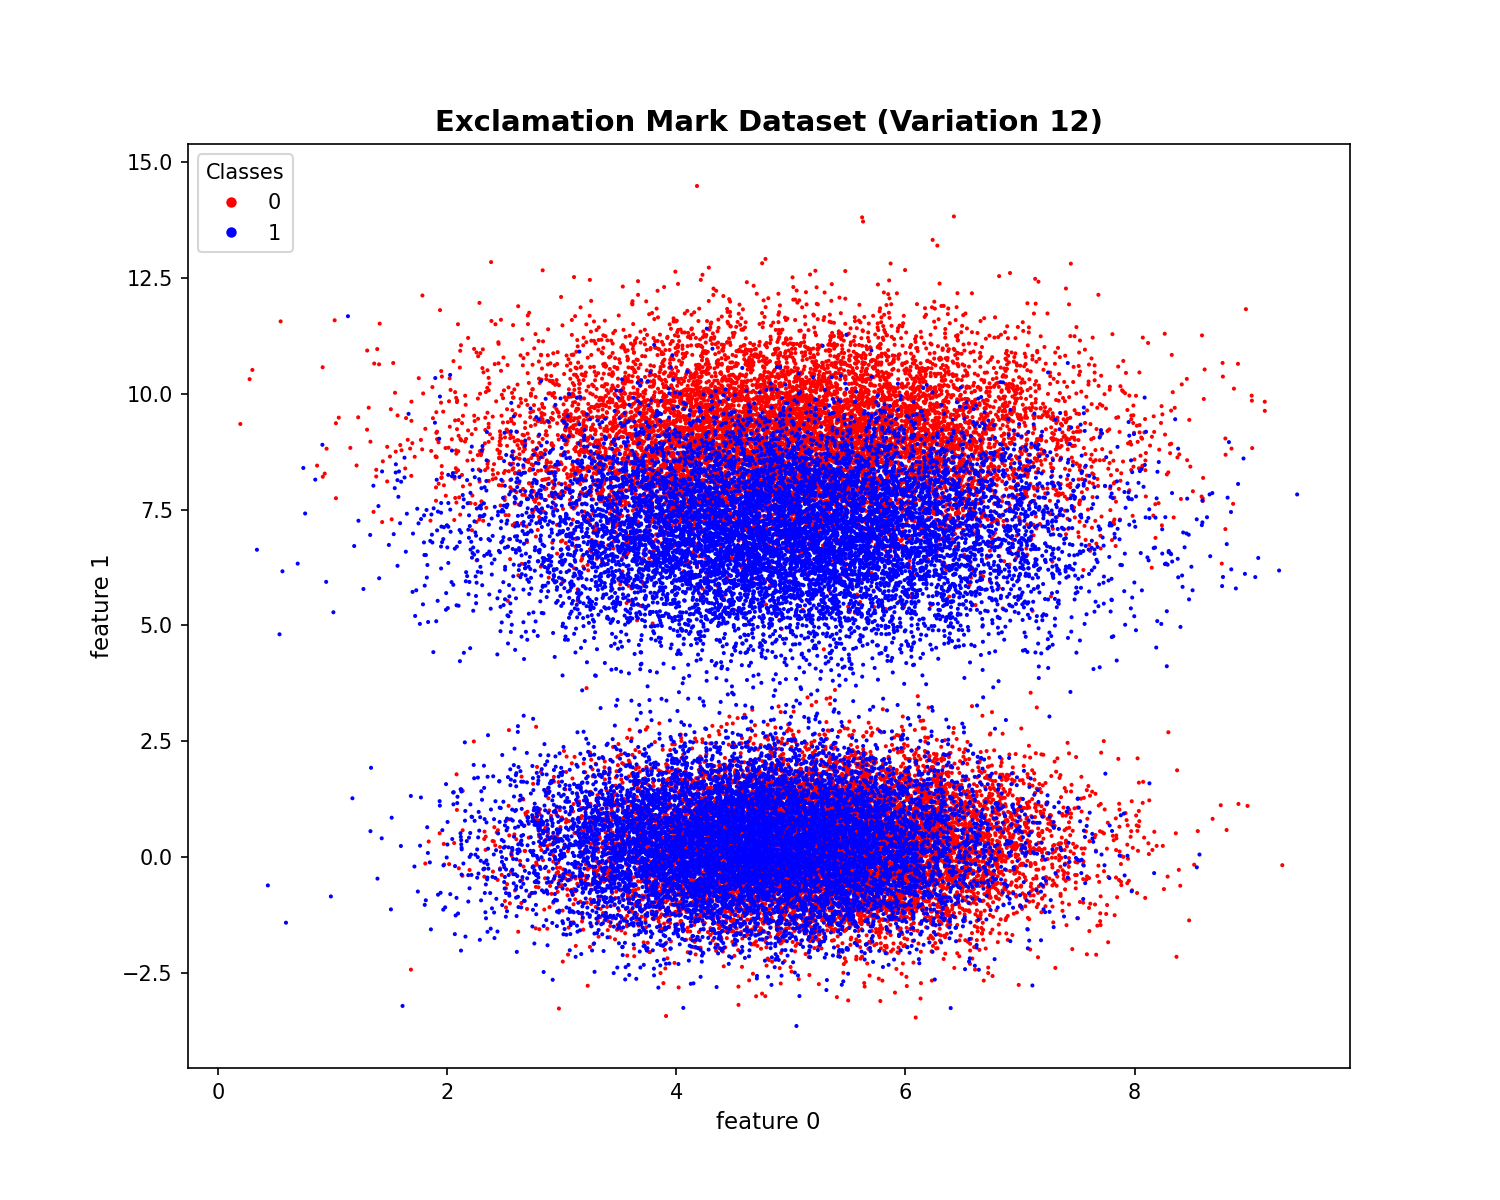 Exclamation Mark Dataset (Variation 12)
Classes
0
1
15.0
12.5
10.0
7.5
5.0
2.5
0.0
−2.5
feature 1
0 2 4 6 8
feature 0